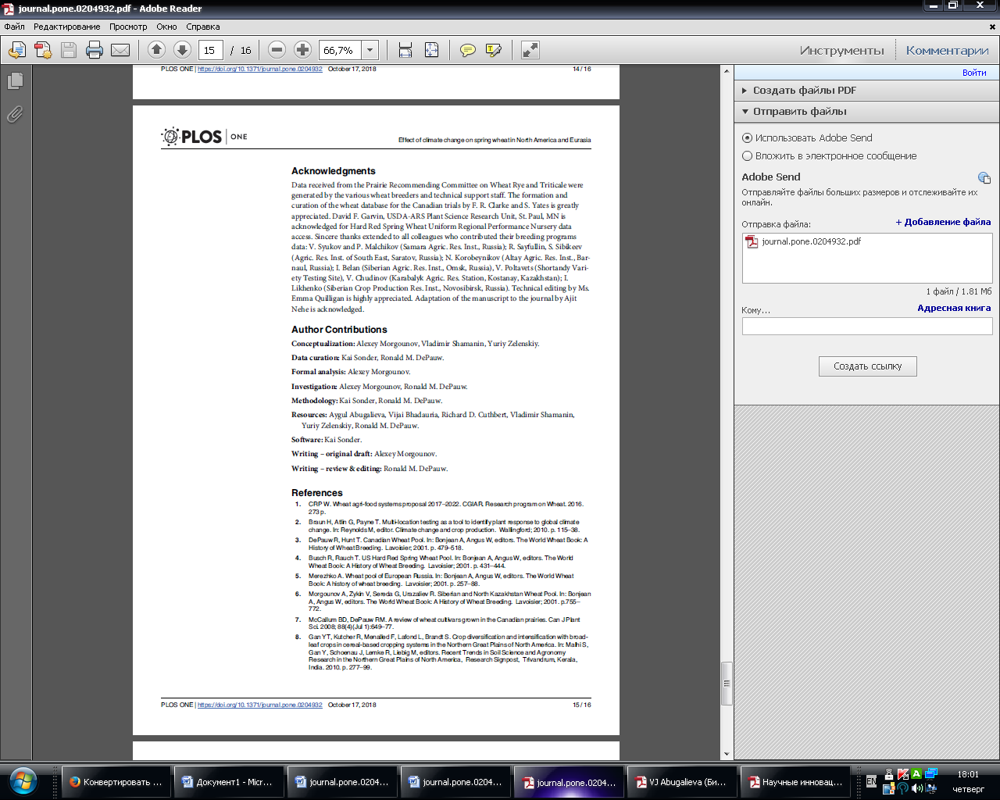 journal.pone.0204932.pdf - Adobe Reader
Файл Редактирование Просмотр Окно Справка
15 / 16 66,7% Инструменты Комментарии
Войти
Создать файлы PDF
Отправить файлы
Использовать Adobe Send
Вложить в электронное сообщение
Adobe Send
Отправляйте файлы больших размеров и отслеживайте их
онлайн.
+ Добавление файла
Отправка файла:
journal.pone.0204932.pdf
1 файл / 1.81 Мб
Адресная книга
Кому...
Создать ссылку
PLOS ONE | https://doi.org/10.1371/journal.pone.0204932 October 17, 2018 14 / 16
PLOS ONE
Effect of climate change on spring wheat in North America and Eurasia
Acknowledgments
Data received from the Prairie Recommending Committee on Wheat Rye and Triticale were
generated by the various wheat breeders and technical support staff. The formation and
curation of the wheat database for the Canadian trials by F. R. Clarke and S. Yates is greatly
appreciated. David F. Garvin, USDA-ARS Plant Science Research Unit, St. Paul, MN is
acknowledged for Hard Red Spring Wheat Uniform Regional Performance Nursery data
access. Sincere thanks extended to all colleagues who contributed their breeding programs
data: V. Syukov and P. Malchikov (Samara Agric. Res. Inst., Russia); R. Sayfullin, S. Sibikeev
(Agric. Res. Inst. of South East, Saratov, Russia); N. Korobeynikov (Altay Agric. Res. Inst., Bar-
naul, Russia); I. Belan (Siberian Agric. Res. Inst., Omsk, Russia), V. Poltavets (Shortandy Vari-
ety Testing Site), V. Chudinov (Karabalyk Agric. Res. Station, Kostanay, Kazakhstan); I.
Likhenko (Siberian Crop Production Res. Inst., Novosibirsk, Russia). Technical editing by Ms.
Emma Quilligan is highly appreciated. Adaptation of the manuscript to the journal by Ajit
Nehe is acknowledged.
Author Contributions
Conceptualization: Alexey Morgounov, Vladimir Shamanin, Yuriy Zelenskiy.
Data curation: Kai Sonder, Ronald M. DePauw.
Formal analysis: Alexey Morgounov.
Investigation: Alexey Morgounov, Ronald M. DePauw.
Methodology: Kai Sonder, Ronald M. DePauw.
Resources: Aygul Abugalieva, Vijai Bhadauria, Richard D. Cuthbert, Vladimir Shamanin,
Yuriy Zelenskiy, Ronald M. DePauw.
Software: Kai Sonder.
Writing – original draft: Alexey Morgounov.
Writing – review & editing: Ronald M. DePauw.
References
1. CRP W. Wheat agri-food systems proposal 2017–2022. CGIAR. Research program on Wheat. 2016.
273 p.
2. Braun H, Atlin G, Payne T. Multi-location testing as a tool to identify plant response to global climate
change. In: Reynolds M, editor. Climate change and crop production. Wallingford; 2010. p. 115–38.
3. DePauw R, Hunt T. Canadian Wheat Pool. In: Bonjean A, Angus W, editors. The World Wheat Book: A
History of Wheat Breeding. Lavoisier; 2001. p. 479–518.
4. Busch R, Rauch T. US Hard Red Spring Wheat Pool. In: Bonjean A, Angus W, editors. The World
Wheat Book: A History of Wheat Breeding. Lavoisier; 2001. p. 431–444.
5. Merezhko A. Wheat pool of European Russia. In: Bonjean A, Angus W, editors. The World Wheat
Book: A history of wheat breeding. Lavoisier; 2001. p. 257–88.
6. Morgounov A, Zykin V, Sereda G, Urazaliev R. Siberian and North Kazakhstan Wheat Pool. In: Bonjean
A, Angus W, editors. The World Wheat Book: A History of Wheat Breeding. Lavoisier; 2001. p.755–
772.
7. McCallum BD, DePauw RM. A review of wheat cultivars grown in the Canadian prairies. Can J Plant
Sci. 2008; 88(4)(Jul 1):649–77.
8. Gan YT, Kutcher R, Menalled F, Lafond L, Brandt S. Crop diversification and intensification with broad-
leaf crops in cereal-based cropping systems in the Northern Great Plains of North America. In: Malhi S,
Gan Y, Schoenau J, Lemke R, Liebig M, editors. Recent Trends in Soil Science and Agronomy
Research in the Northern Great Plains of North America, Research Signpost, Trivandrum, Kerala,
India. 2010. p. 277–99.
PLOS ONE | https://doi.org/10.1371/journal.pone.0204932 October 17, 2018 15 / 16
Конвертировать ... Документ1 - Micr... journal.pone.0204... journal.pone.0204... journal.pone.0204... VJ Abugalieva (Би... Научные инновац... EN 18:01
четверг